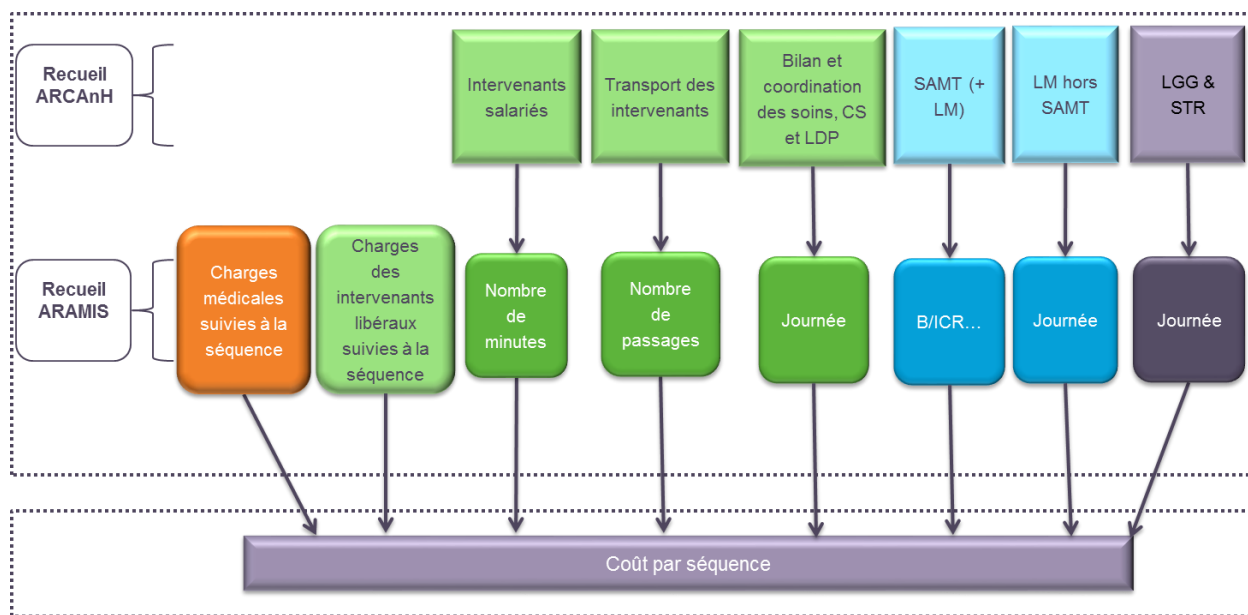 Recueil
ARCAnH
Intervenants
salariés
Transport des
intervenants
Bilan et
coordination
des soins, CS
et LDP
SAMT (+
LM)
LM hors
SAMT
LGG &
STR
Recueil
ARAMIS
Charges
médicales
suivies à la
séquence
Charges
des
intervenants
libéraux
suivies à la
séquence
Nombre
de
minutes
Nombre
de
passages
Journée
B/ICR…
Journée
Journée
Coût par séquence